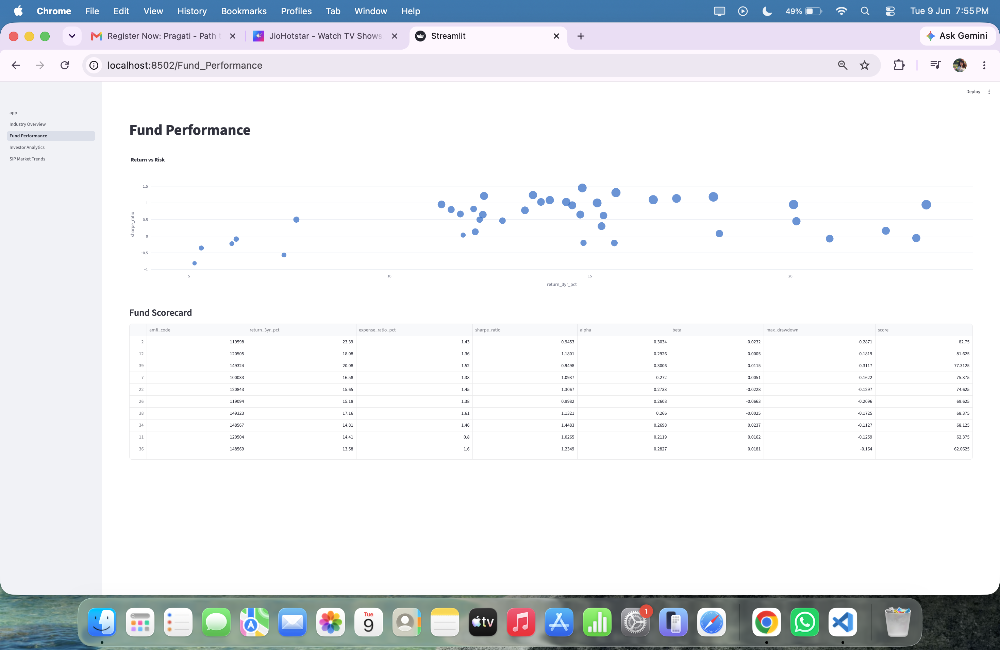 Chrome File Edit View History Bookmarks Profiles Tab Window Help 49% Tue 9 Jun 7:55 PM
Register Now: Pragati - Path t JioHotstar - Watch TV Shows, Streamlit Ask Gemini
localhost:8502/Fund_Performance
Deploy
app
Industry Overview
Fund Performance
Investor Analytics
SIP Market Trends
Fund Performance
Return vs Risk
1.5
1
0.5
0
−0.5
−1
sharpe_ratio
5 10 15 20
return_3yr_pct
Fund Scorecard
amfi_code return_3yr_pct expense_ratio_pct sharpe_ratio alpha beta max_drawdown score
2 119598 23.39 1.43 0.9453 0.3034 -0.0232 -0.2871 82.75
12 120505 18.08 1.36 1.1801 0.2926 0.0005 -0.1819 81.625
39 149324 20.08 1.52 0.9498 0.3006 0.0115 -0.3117 77.3125
7 100033 16.58 1.38 1.0937 0.272 0.0051 -0.1622 75.375
22 120843 15.65 1.45 1.3067 0.2733 -0.0228 -0.1297 74.625
26 119094 15.18 1.38 0.9982 0.2608 -0.0663 -0.2096 69.625
38 149323 17.16 1.61 1.1321 0.266 -0.0025 -0.1725 68.375
34 148567 14.81 1.46 1.4483 0.2698 0.0237 -0.1127 68.125
11 120504 14.41 0.8 1.0265 0.2119 0.0162 -0.1259 62.375
36 148569 13.58 1.6 1.2349 0.2827 0.0181 -0.164 62.0625
Tue
9
tv
1